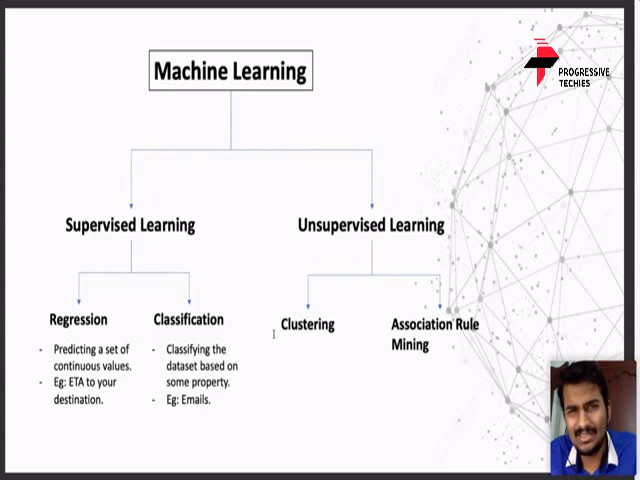 Machine Learning
PROGRESSIVE
TECHIES
Supervised Learning
Unsupervised Learning
Regression
- Predicting a set of
continuous values.
- Eg: ETA to your
destination.
Classification
- Classifying the
dataset based on
some property.
- Eg: Emails.
Clustering
Association Rule
Mining